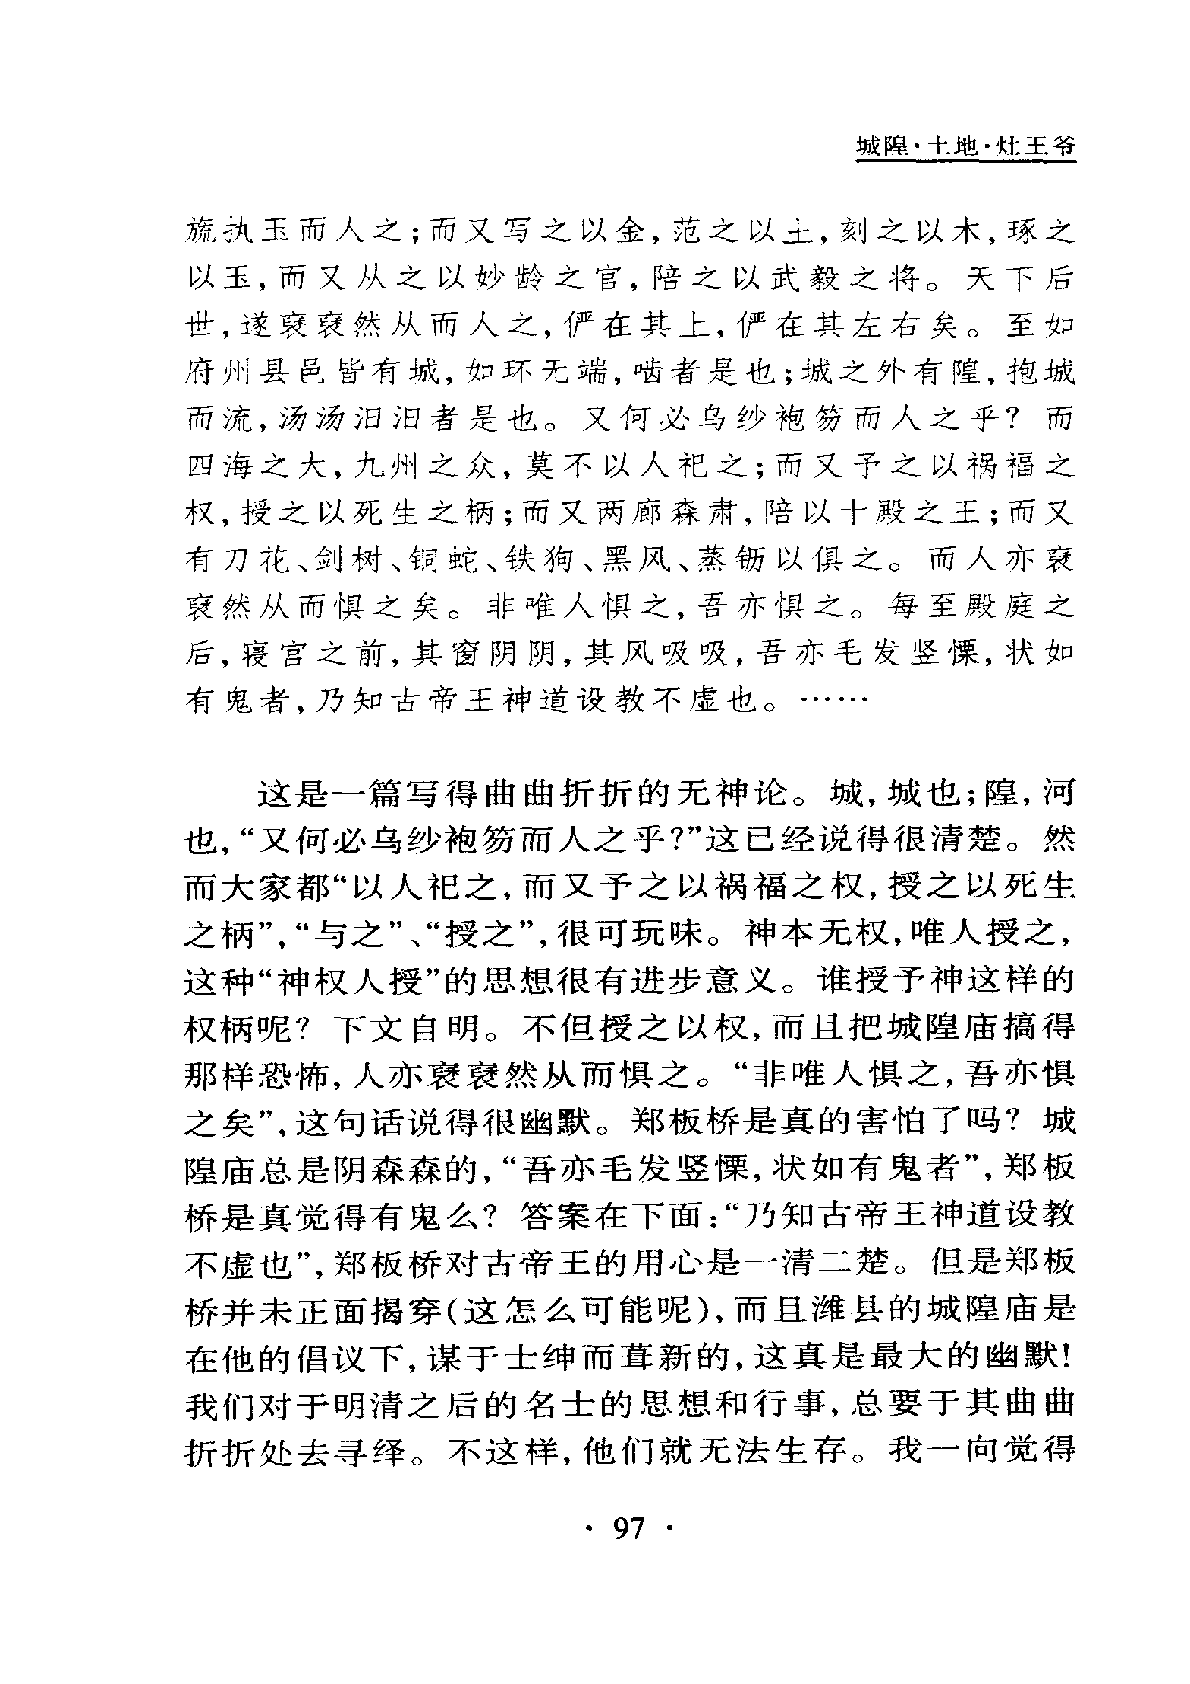 城隍·土地·灶王爷
旒执玉而人之;而又写之以金,范之以土,刻之以木,琢之
以玉,而又从之以妙龄之官,陪之以武毅之将。天下后
世,遂裒裒然从而人之,俨在其上,俨在其左右矣。至如
府州县邑皆有城,如环无端,啮者是也;城之外有隍,抱城
而流,汤汤汩汩者是也。又何必乌纱袍笏而人之乎?而
四海之大,九州之众,莫不以人祀之;而又予之以祸福之
权,授之以死生之柄;而又两廊森肃,陪以十殿之王;而又
有刀花、剑树、铜蛇、铁狗、黑风、蒸鬲以俱之。而人亦裒
裒然从而惧之矣。非唯人惧之,吾亦惧之。每至殿庭之
后,寝宫之前,其窗阴阴,其风吸吸,吾亦毛发竖慄,状如
有鬼者,乃知古帝王神道设教不虚也。……
这是一篇写得曲曲折折的无神论。城,城也;隍,河
也,“又何必乌纱袍笏而人之乎?”这已经说得很清楚。然
而大家都“以人祀之,而又予之以祸福之权,授之以死生
之柄”,“与之”、“授之”,很可玩味。神本无权,唯人授之,
这种“神权人授”的思想很有进步意义。谁授予神这样的
权柄呢?下文自明。不但授之以权,而且把城隍庙搞得
那样恐怖,人亦裒裒然从而惧之。“非唯人惧之,吾亦惧
之矣”,这句话说得很幽默。郑板桥是真的害怕了吗?城
隍庙总是阴森森的,“吾亦毛发竖慄,状如有鬼者”,郑板
桥是真觉得有鬼么?答案在下面:“乃知古帝王神道设教
不虚也”,郑板桥对古帝王的用心是一清二楚。但是郑板
桥并未正面揭穿(这怎么可能呢),而且潍县的城隍庙是
在他的倡议下,谋于士绅而葺新的,这真是最大的幽默!
我们对于明清之后的名士的思想和行事,总要于其曲曲
折折处去寻绎。不这样,他们就无法生存。我一向觉得
· 97 ·